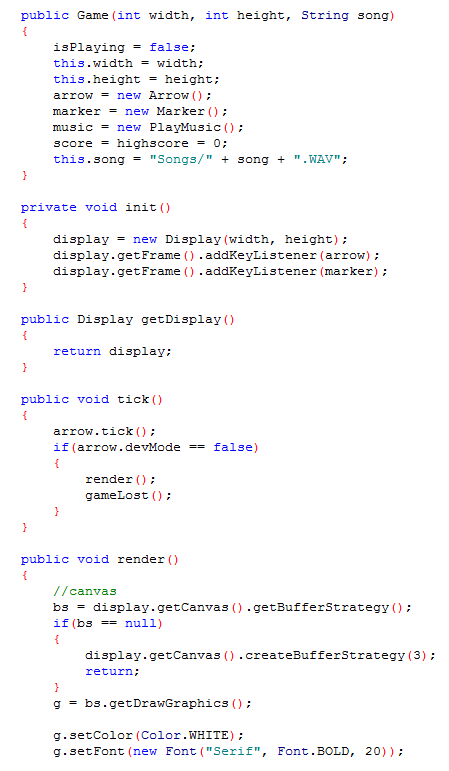 public Game(int width, int height, String song)
{
    isPlaying = false;
    this.width = width;
    this.height = height;
    arrow = new Arrow();
    marker = new Marker();
    music = new PlayMusic();
    score = highscore = 0;
    this.song = "Songs/" + song + ".WAV";
}

private void init()
{
    display = new Display(width, height);
    display.getFrame().addKeyListener(arrow);
    display.getFrame().addKeyListener(marker);
}

public Display getDisplay()
{
    return display;
}

public void tick()
{
    arrow.tick();
    if(arrow.devMode == false)
    {
        render();
        gameLost();
    }
}

public void render()
{
    //canvas
    bs = display.getCanvas().getBufferStrategy();
    if(bs == null)
    {
        display.getCanvas().createBufferStrategy(3);
        return;
    }
    g = bs.getDrawGraphics();

    g.setColor(Color.WHITE);
    g.setFont(new Font("Serif", Font.BOLD, 20));